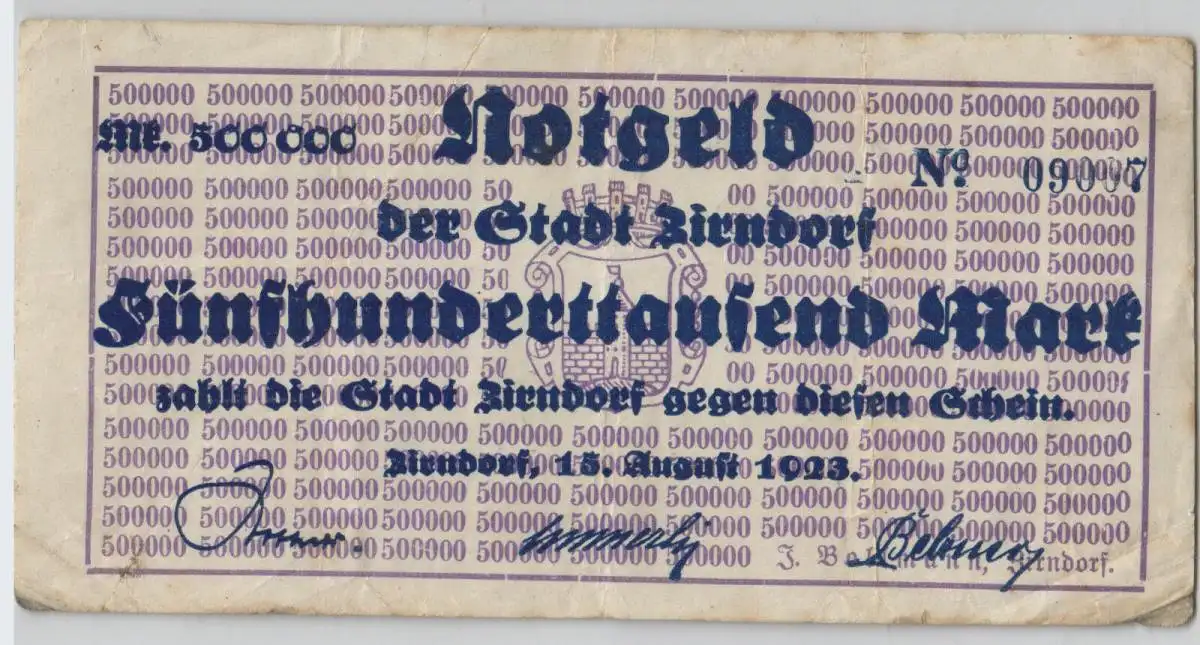 Mk. 500 000
Notgeld
No. 09007
der Stadt Zirndorf
Fünfhunderttausend Mark
zahlt die Stadt Zirndorf gegen diesen Schein.
Zirndorf, 15. August 1923.
J. Zirndorf.